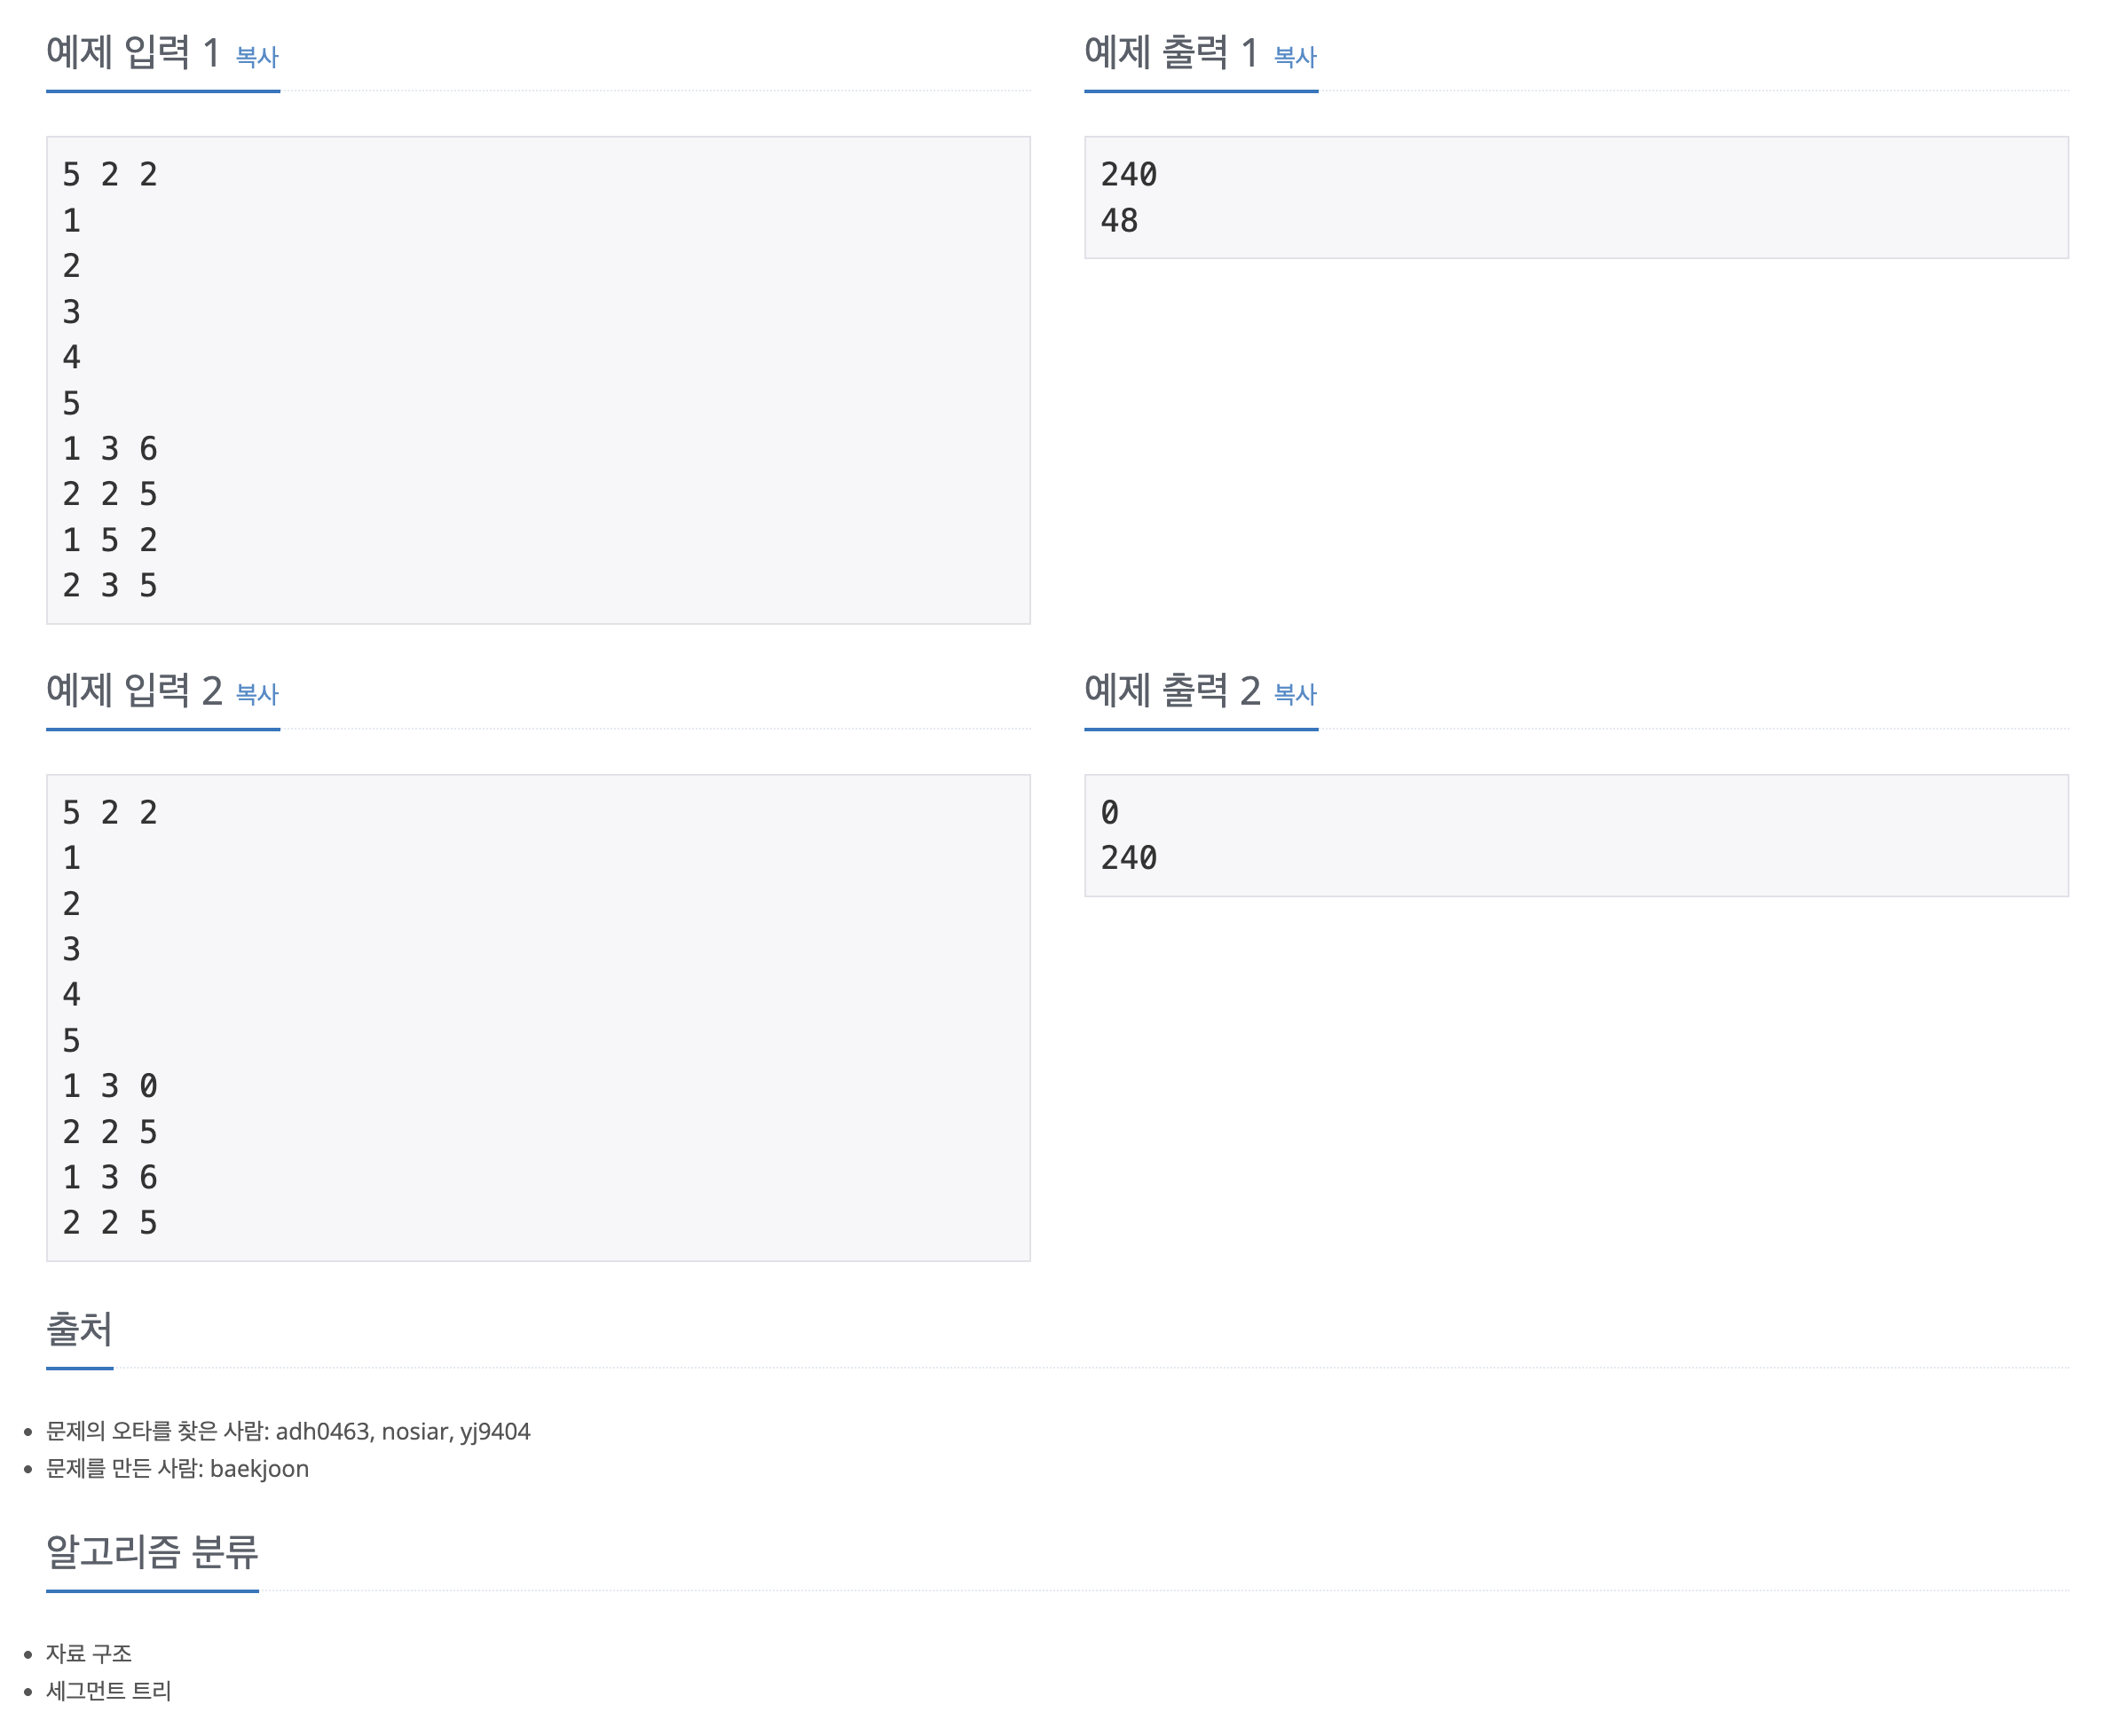 예제 입력 1 복사
5 2 2
1
2
3
4
5
1 3 6
2 2 5
1 5 2
2 3 5
예제 출력 1 복사
240
48
예제 입력 2 복사
5 2 2
1
2
3
4
5
1 3 0
2 2 5
1 3 6
2 2 5
예제 출력 2 복사
0
240
출처
문제의 오타를 찾은 사람: adh0463, nosiar, yj9404
문제를 만든 사람: baekjoon
알고리즘 분류
자료 구조
세그먼트 트리